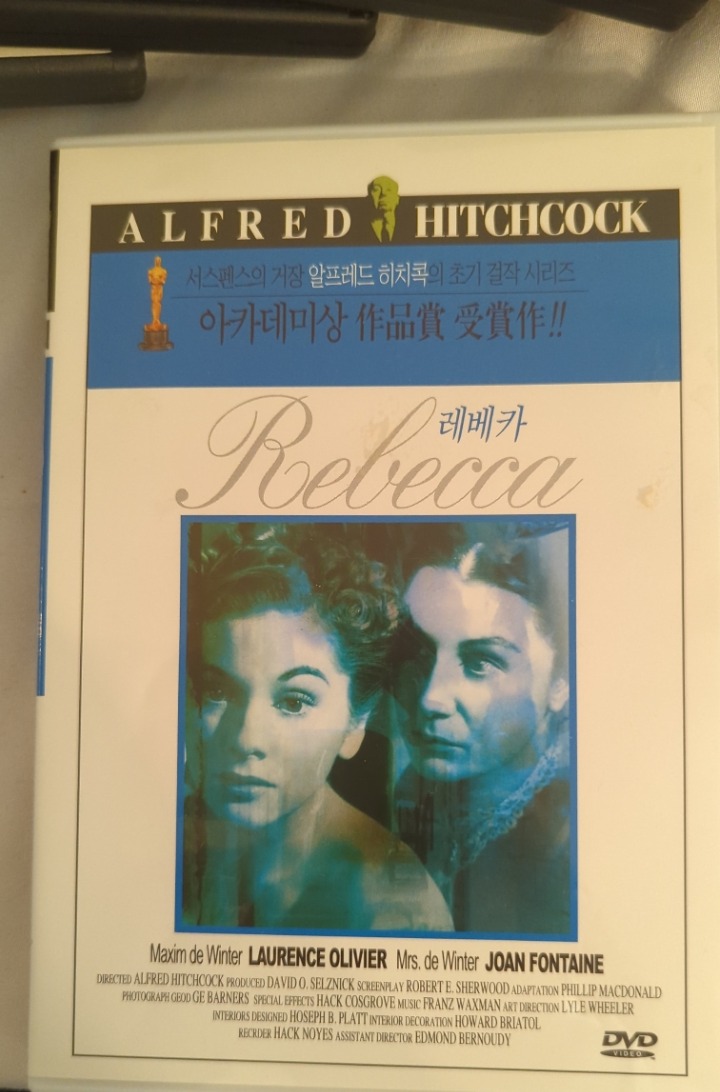 ALFRED HITCHCOCK
서스펜스의 거장 알프레드 히치콕의 초기 걸작 시리즈
아카데미상 作品賞 受賞作!!
레베카
Rebecca
Maxim de Winter LAURENCE OLIVIER Mrs. de Winter JOAN FONTAINE
DIRECTED ALFRED HITCHCOCK PRODUCED DAVID O. SELZNICK SCREENPLAY ROBERT E. SHERWOOD ADAPTATION PHILLIP MACDONALD
PHOTOGRAPH GEOD GE BARNERS SPECIAL EFFECTS HACK COSGROVE MUSIC FRANZ WAXMAN ART DIRECTION LYLE WHEELER
INTERIORS DESIGNED HOSEPH B. PLATT INTERIOR DECORATION HOWARD BRIATOL
RECRDER HACK NOYES ASSISTANT DIRECTOR EDMOND BERNOUDY
DVD
VIDEO